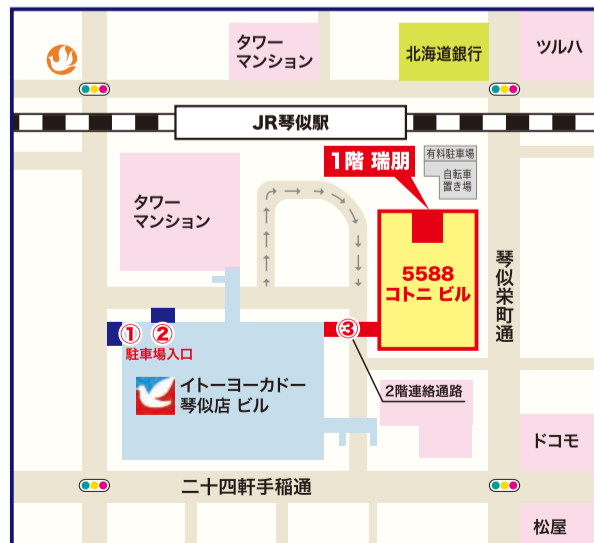 タワー
マンション
北海道銀行
ツルハ
JR琴似駅
1階 瑞朋
有料駐車場
自転車
置き場
タワー
マンション
5588
コトニ ビル
琴似栄町通
① ②
③
駐車場入口
イトーヨーカドー
琴似店 ビル
2階連絡通路
ドコモ
二十四軒手稲通
松屋